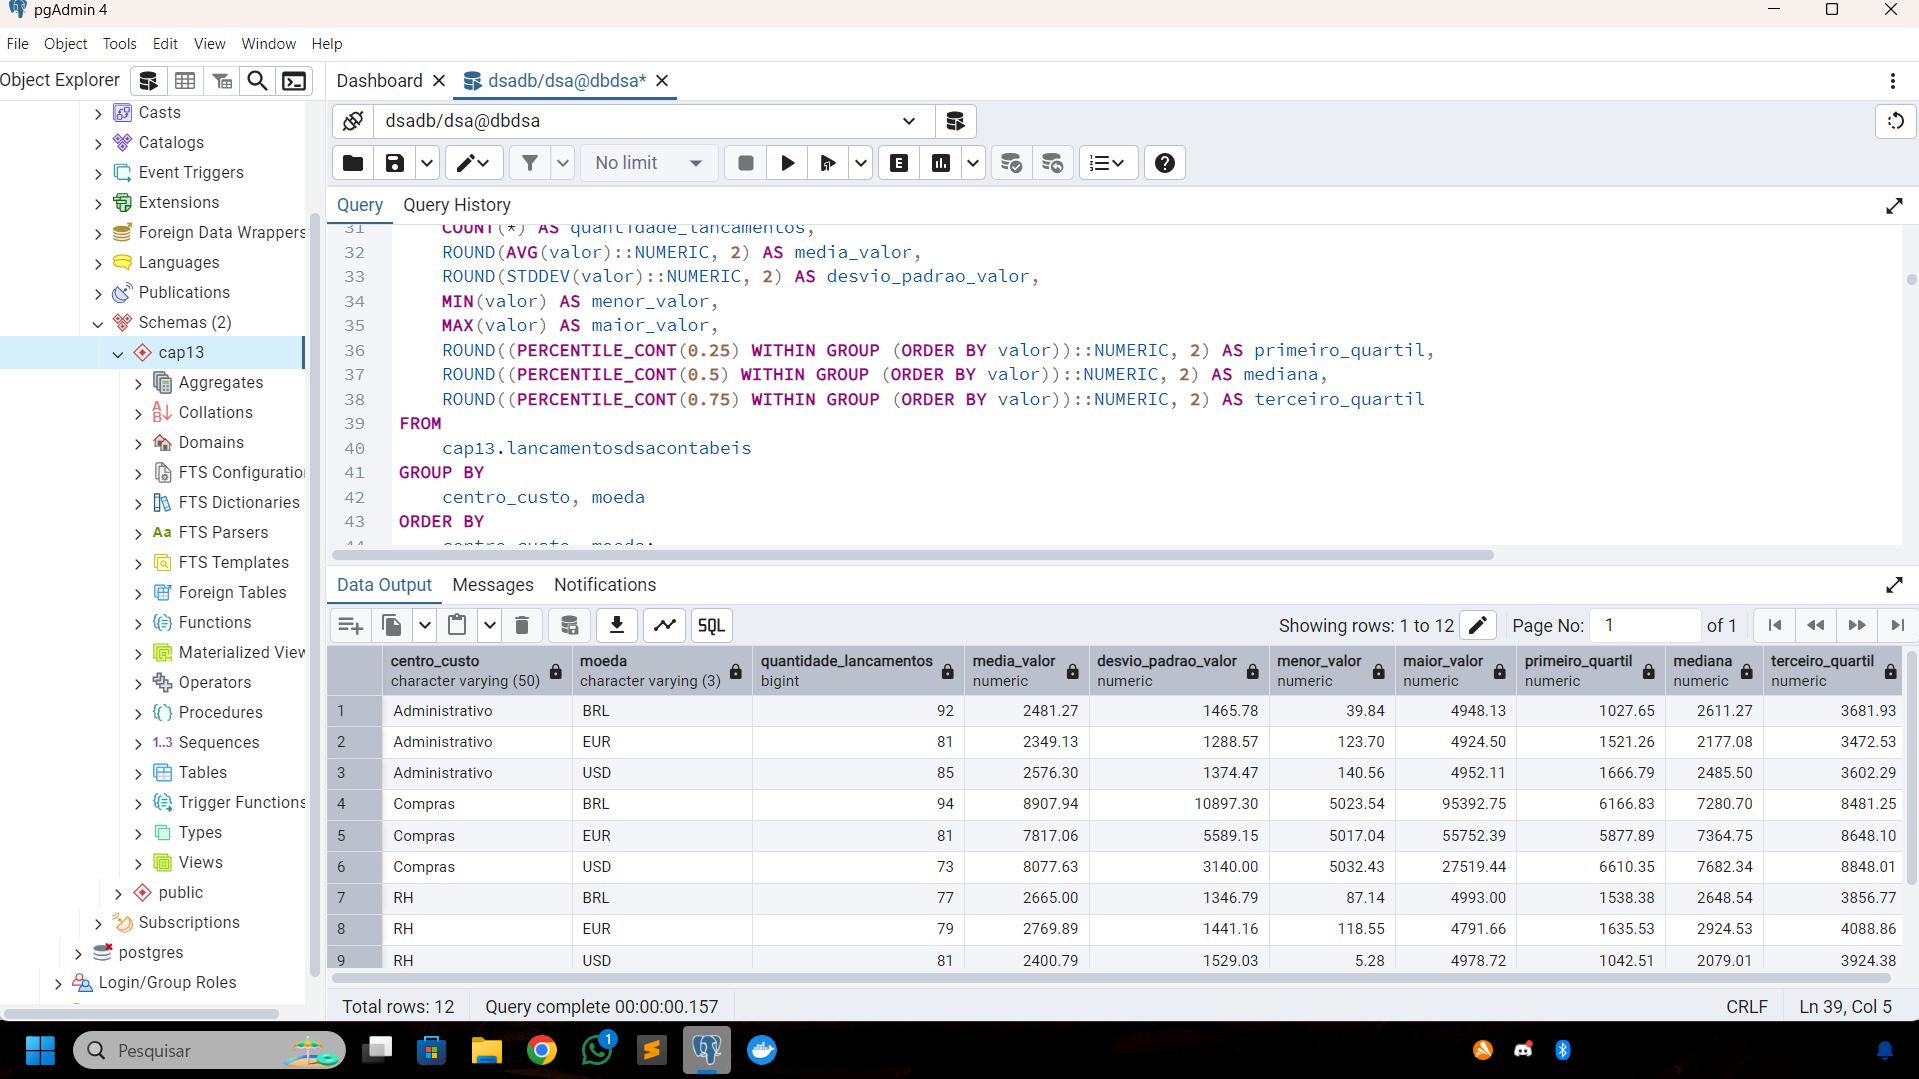 pgAdmin 4
File Object Tools Edit View Window Help
Object Explorer
Dashboard
dsadb/dsa@dbdsa*
dsadb/dsa@dbdsa
No limit
E
Query
Query History
Casts
Catalogs
Event Triggers
Extensions
Foreign Data Wrappers
Languages
Publications
Schemas (2)
cap13
Aggregates
Collations
Domains
FTS Configuratio
FTS Dictionaries
Aa FTS Parsers
FTS Templates
Foreign Tables
Functions
Materialized View
Operators
Procedures
1..3 Sequences
Tables
Trigger Functions
Types
Views
public
Subscriptions
postgres
Login/Group Roles
31 COUNT(*) AS quantidade_lancamentos,
32 ROUND(AVG(valor)::NUMERIC, 2) AS media_valor,
33 ROUND(STDDEV(valor)::NUMERIC, 2) AS desvio_padrao_valor,
34 MIN(valor) AS menor_valor,
35 MAX(valor) AS maior_valor,
36 ROUND((PERCENTILE_CONT(0.25) WITHIN GROUP (ORDER BY valor))::NUMERIC, 2) AS primeiro_quartil,
37 ROUND((PERCENTILE_CONT(0.5) WITHIN GROUP (ORDER BY valor))::NUMERIC, 2) AS mediana,
38 ROUND((PERCENTILE_CONT(0.75) WITHIN GROUP (ORDER BY valor))::NUMERIC, 2) AS terceiro_quartil
39 FROM
40 cap13.lancamentosdsacontabeis
41 GROUP BY
42 centro_custo, moeda
43 ORDER BY
44 centro_custo, moeda;
Data Output Messages Notifications
SQL
Showing rows: 1 to 12
Page No: 1 of 1
centro_custo moeda quantidade_lancamentos media_valor desvio_padrao_valor menor_valor maior_valor primeiro_quartil mediana terceiro_quartil
character varying (50) character varying (3) bigint numeric numeric numeric numeric numeric numeric numeric
1 Administrativo BRL 92 2481.27 1465.78 39.84 4948.13 1027.65 2611.27 3681.93
2 Administrativo EUR 81 2349.13 1288.57 123.70 4924.50 1521.26 2177.08 3472.53
3 Administrativo USD 85 2576.30 1374.47 140.56 4952.11 1666.79 2485.50 3602.29
4 Compras BRL 94 8907.94 10897.30 5023.54 95392.75 6166.83 7280.70 8481.25
5 Compras EUR 81 7817.06 5589.15 5017.04 55752.39 5877.89 7364.75 8648.10
6 Compras USD 73 8077.63 3140.00 5032.43 27519.44 6610.35 7682.34 8848.01
7 RH BRL 77 2665.00 1346.79 87.14 4993.00 1538.38 2648.54 3856.77
8 RH EUR 79 2769.89 1441.16 118.55 4791.66 1635.53 2924.53 4088.86
9 RH USD 81 2400.79 1529.03 5.28 4978.72 1042.51 2079.01 3924.38
Total rows: 12
Query complete 00:00:00.157
CRLF
Ln 39, Col 5
Pesquisar
1